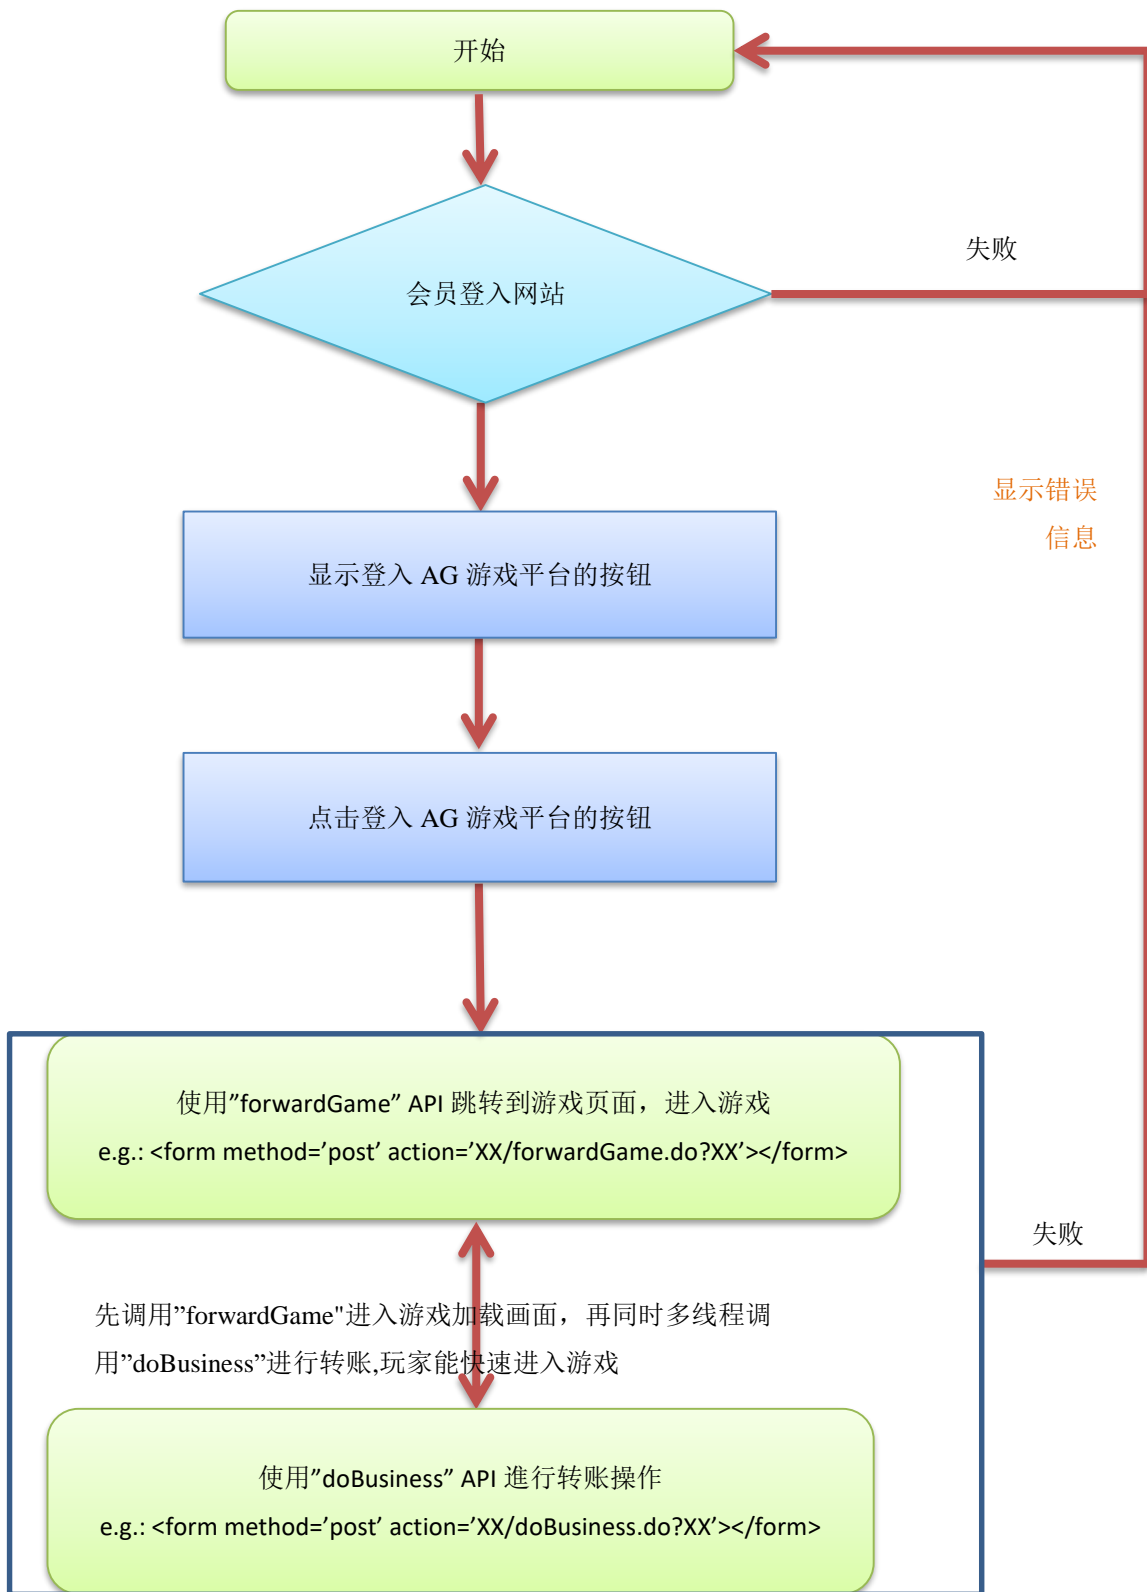 开始
失败
会员登入网站
显示错误
信息
显示登入 AG 游戏平台的按钮
点击登入 AG 游戏平台的按钮
使用”forwardGame” API 跳转到游戏页面，进入游戏
e.g.: <form method=’post’ action=’XX/forwardGame.do?XX’></form>
失败
先调用”forwardGame"进入游戏加载画面，再同时多线程调
用”doBusiness”进行转账,玩家能快速进入游戏
使用”doBusiness” API 進行转账操作
e.g.: <form method=’post’ action=’XX/doBusiness.do?XX’></form>